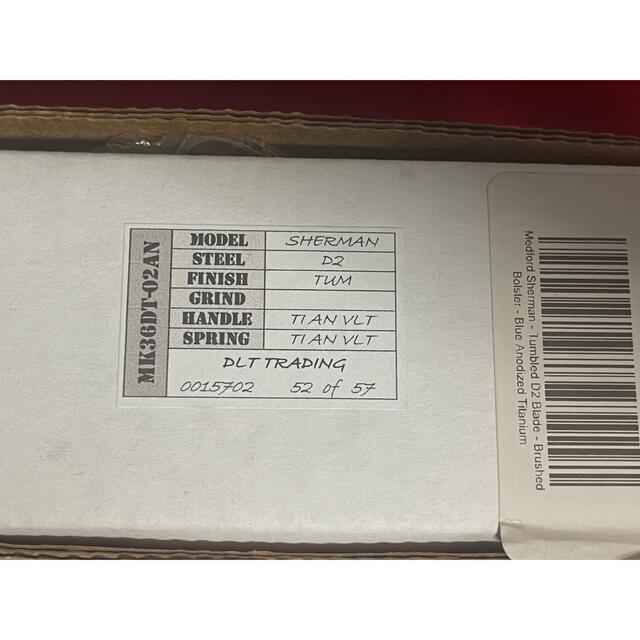 MK36DT-02AN
MODEL SHERMAN
STEEL D2
FINISH TUM
GRIND
HANDLE TI AN VLT
SPRING TI AN VLT
DLT TRADING
0015702 52 of 57
Medford Sherman - Tumbled D2 Blade - Brushed
Bolster - Blue Anodized Titanium